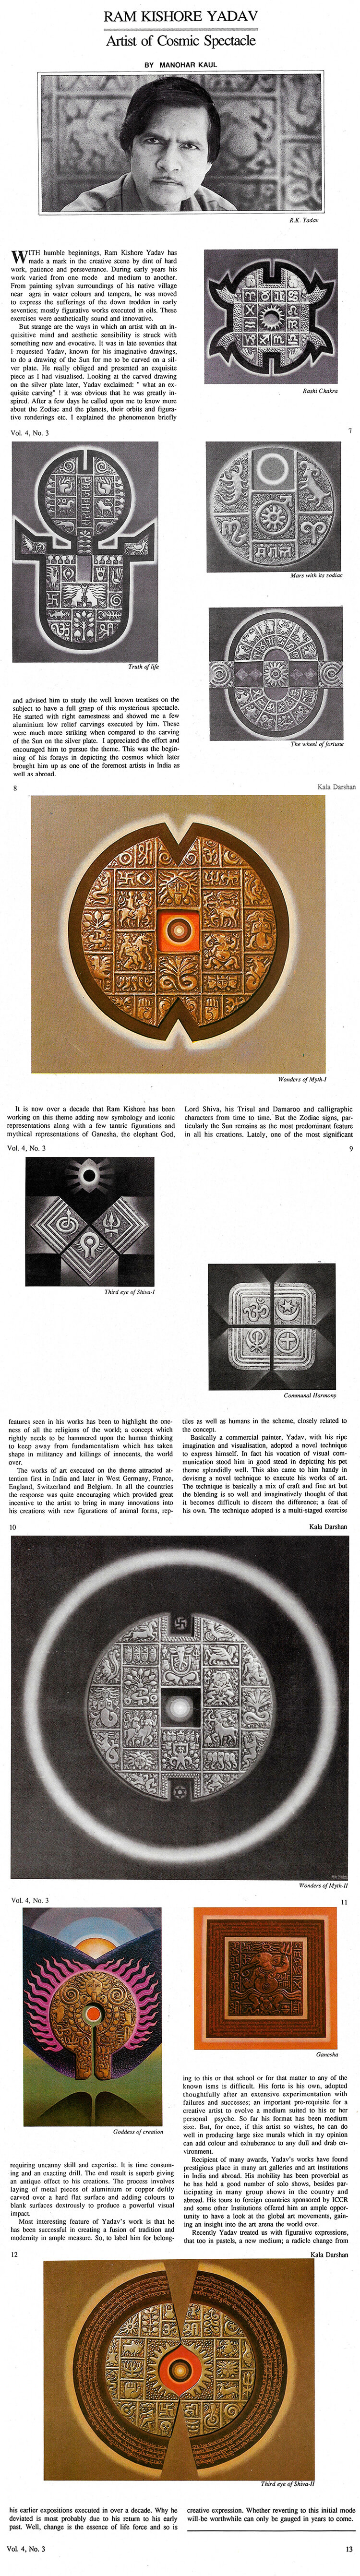 RAM KISHORE YADAV
Artist of Cosmic Spectacle
BY MANOHAR KAUL
R.K. Yadav
WITH humble beginnings, Ram Kishore Yadav has
made a mark in the creative scene by dint of hard
work, patience and perseverance. During early years his
work varied from one mode and medium to another.
From painting sylvan surroundings of his native village
near agra in water colours and tempera, he was moved
to express the sufferings of the down trodden in early
seventies; mostly figurative works executed in oils. These
exercises were aesthetically sound and innovative.
But strange are the ways in which an artist with an in-
quisitive mind and aesthetic sensibility is struck with
something new and evocative. It was in late seventies that
I requested Yadav, known for his imaginative drawings,
to do a drawing of the Sun for me to be carved on a sil-
ver plate. He really obliged and presented an exquisite
piece as I had visualised. Looking at the carved drawing
on the silver plate later, Yadav exclaimed: " what an ex-
quisite carving" ! it was obvious that he was greatly in-
spired. After a few days he called upon me to know more
about the Zodiac and the planets, their orbits and figura-
tive renderings etc. I explained the phenomenon briefly
Rashi Chakra
Vol. 4, No. 3
7
Mars with its zodiac
मंगल
Truth of life
The wheel of fortune
and advised him to study the well known treatises on the
subject to have a full grasp of this mysterious spectacle.
He started with right earnestness and showed me a few
aluminium low relief carvings executed by him. These
were much more striking when compared to the carving
of the Sun on the silver plate. I appreciated the effort and
encouraged him to pursue the theme. This was the begin-
ning of his forays in depicting the cosmos which later
brought him up as one of the foremost artists in India as
well as abroad.
8
Kala Darshan
Wonders of Myth-I
It is now over a decade that Ram Kishore has been
working on this theme adding new symbology and iconic
representations along with a few tantric figurations and
mythical representations of Ganesha, the elephant God,
Lord Shiva, his Trisul and Damaroo and calligraphic
characters from time to time. But the Zodiac signs, par-
ticularly the Sun remains as the most predominant feature
in all his creations. Lately, one of the most significant
Vol. 4, No. 3
9
Third eye of Shiva-I
Communal Harmony
features seen in his works has been to highlight the one-
ness of all the religions of the world; a concept which
rightly needs to be hammered upon the human thinking
to keep away from fundamentalism which has taken
shape in militancy and killings of innocents, the world
over.
The works of art executed on the theme attracted at-
tention first in India and later in West Germany, France,
England, Switzerland and Belgium. In all the countries
the response was quite encouraging which provided great
incentive to the artist to bring in many innovations into
his creations with new figurations of animal forms, rep-
tiles as well as humans in the scheme, closely related to
the concept.
Basically a commercial painter, Yadav, with his ripe
imagination and visualisation, adopted a novel technique
to express himself. In fact his vocation of visual com-
munication stood him in good stead in depicting his pet
theme splendidly well. This also came to him handy in
devising a novel technique to execute his works of art.
The technique is basically a mix of craft and fine art but
the blending is so well and imaginatively thought of that
it becomes difficult to discern the difference; a feat of
his own. The technique adopted is a multi-staged exercise
10
Kala Darshan
Wonders of Myth-II
Vol. 4, No. 3
11
Goddess of creation
Ganesha
requiring uncanny skill and expertise. It is time consum-
ing and an exacting drill. The end result is superb giving
an antique effect to his creations. The process involves
laying of metal pieces of aluminium or copper deftly
carved over a hard flat surface and adding colours to
blank surfaces dextrously to produce a powerful visual
impact.
Most interesting feature of Yadav's work is that he
has been successful in creating a fusion of tradition and
modernity in ample measure. So, to label him for belong-
ing to this or that school or for that matter to any of the
known isms is difficult. His forte is his own, adopted
thoughtfully after an extensive experimentation with
failures and successes; an important pre-requisite for a
creative artist to evolve a medium suited to his or her
personal psyche. So far his format has been medium
size. But, for once, if this artist so wishes, he can do
well in producing large size murals which in my opinion
can add colour and exhuberance to any dull and drab en-
vironment.
Recipient of many awards, Yadav's works have found
prestigious place in many art galleries and art institutions
in India and abroad. His mobility has been proverbial as
he has held a good number of solo shows, besides par-
ticipating in many group shows in the country and
abroad. His tours to foreign countries sponsored by ICCR
and some other Institutions offered him an ample oppor-
tunity to have a look at the global art movements, gain-
ing an insight into the art arena the world over.
Recently Yadav treated us with figurative expressions,
that too in pastels, a new medium; a radicle change from
12
Kala Darshan
Third eye of Shiva-II
his earlier expositions executed in over a decade. Why he
deviated is most probably due to his return to his early
past. Well, change is the essence of life force and so is
creative expression. Whether reverting to this initial mode
will-be worthwhile can only be gauged in years to come.
Vol. 4, No. 3
13